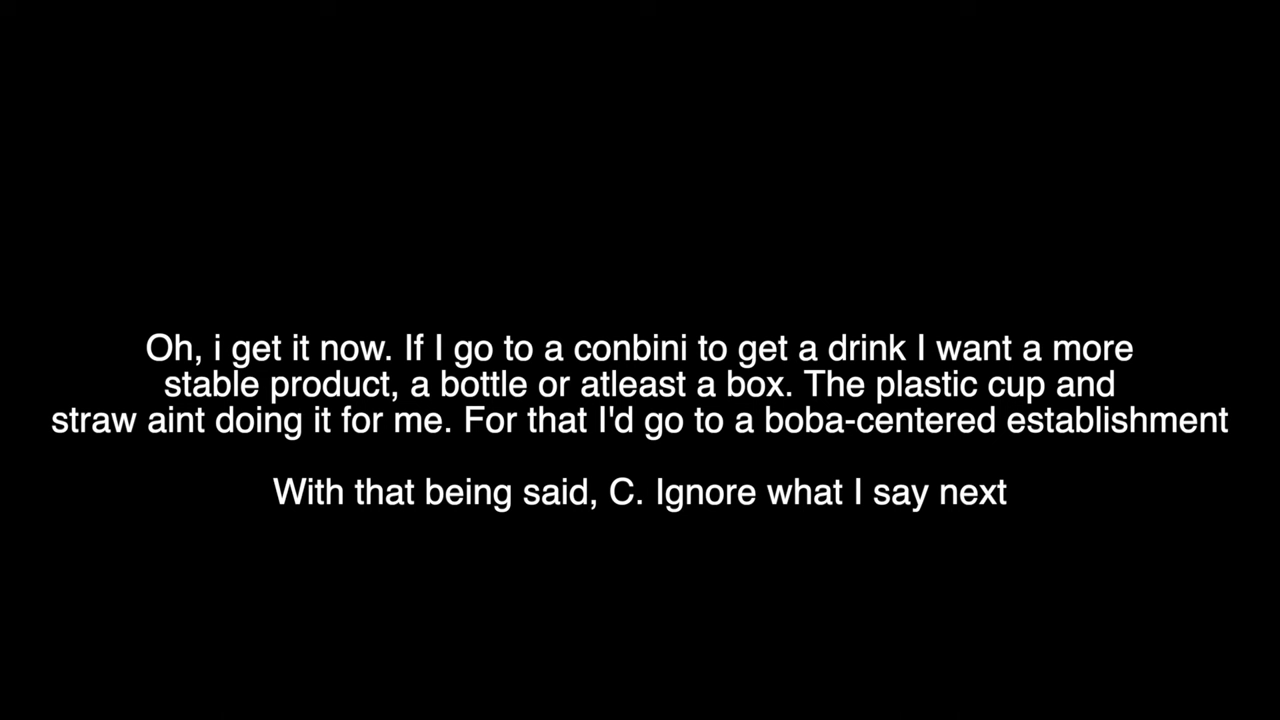 Oh, i get it now. If I go to a conbini to get a drink I want a more
stable product, a bottle or atleast a box. The plastic cup and
straw aint doing it for me. For that I'd go to a boba-centered establishment
With that being said, C. Ignore what I say next